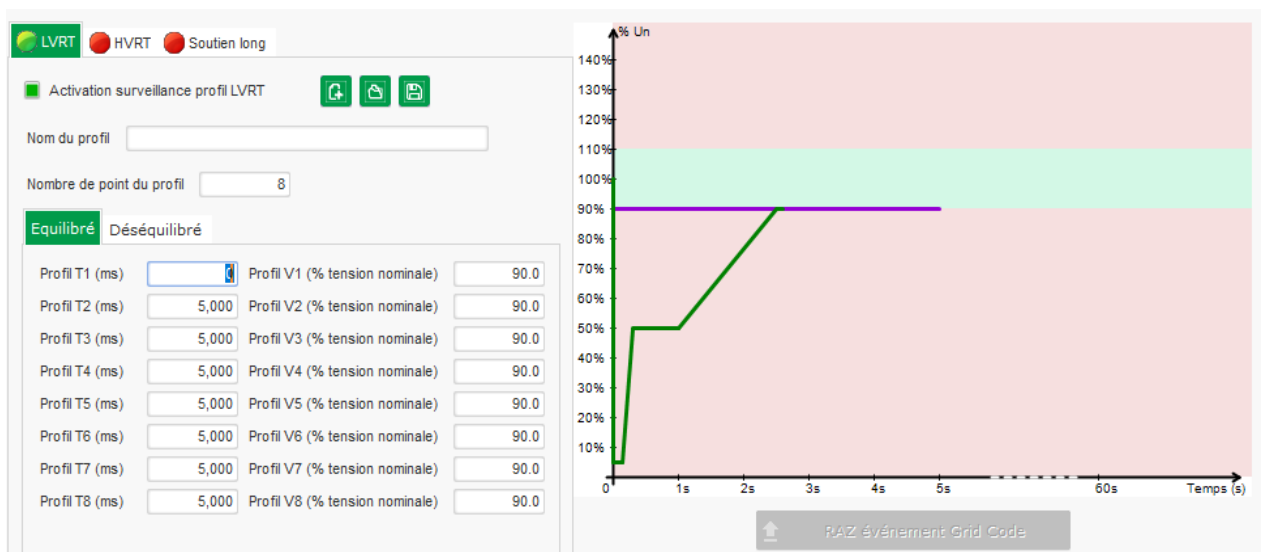 LVRT HVRT Soutien long
Activation surveillance profil LVRT
Nom du profil
Nombre de point du profil 8
Equilibré Déséquilibré
Profil T1 (ms) 0 Profil V1 (% tension nominale) 90.0
Profil T2 (ms) 5,000 Profil V2 (% tension nominale) 90.0
Profil T3 (ms) 5,000 Profil V3 (% tension nominale) 90.0
Profil T4 (ms) 5,000 Profil V4 (% tension nominale) 90.0
Profil T5 (ms) 5,000 Profil V5 (% tension nominale) 90.0
Profil T6 (ms) 5,000 Profil V6 (% tension nominale) 90.0
Profil T7 (ms) 5,000 Profil V7 (% tension nominale) 90.0
Profil T8 (ms) 5,000 Profil V8 (% tension nominale) 90.0
% Un
140%
130%
120%
110%
100%
90%
80%
70%
60%
50%
40%
30%
20%
10%
0 1s 2s 3s 4s 5s 60s Temps (s)
RAZ événement Grid Code